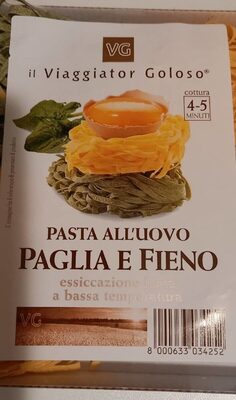 VG
il Viaggiator Goloso®
cottura
4-5
MINUTI
PASTA ALL'UOVO
PAGLIA E FIENO
essiccazione
a bassa temperatura
VG
8 000633 034252